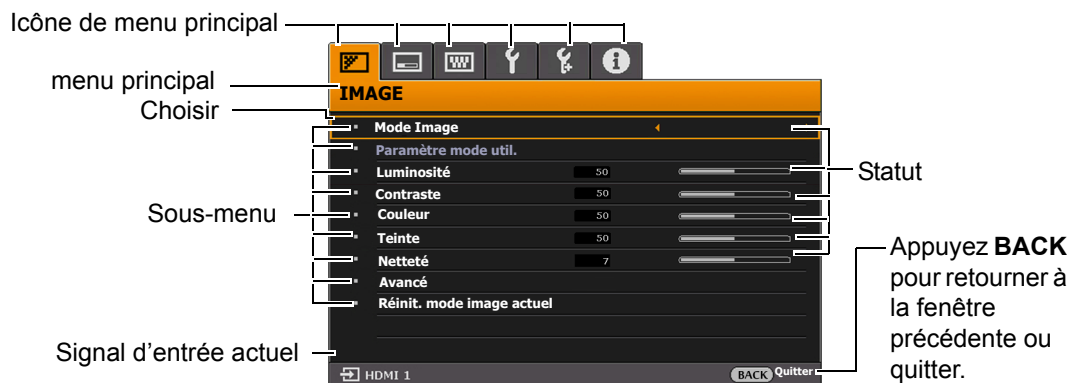 Icône de menu principal
menu principal
IMAGE
Choisir
Mode Image
Paramètre mode util.
Luminosité 50
Statut
Contraste 50
Sous-menu
Couleur 50
Teinte 50
Netteté 7
Avancé
Réinit. mode image actuel
Appuyez BACK
pour retourner à
la fenêtre
précédente ou
quitter.
Signal d’entrée actuel
HDMI 1
BACK Quitter